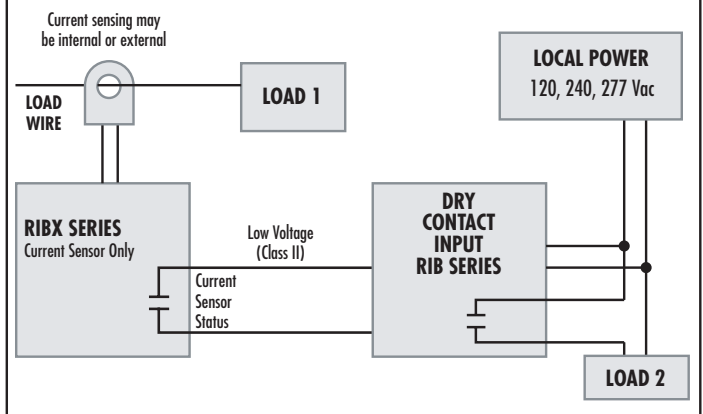 Current sensing may
be internal or external
LOAD
WIRE
LOAD 1
LOCAL POWER
120, 240, 277 Vac
RIBX SERIES
Current Sensor Only
Low Voltage
(Class II)
Current
Sensor
Status
DRY
CONTACT
INPUT
RIB SERIES
LOAD 2